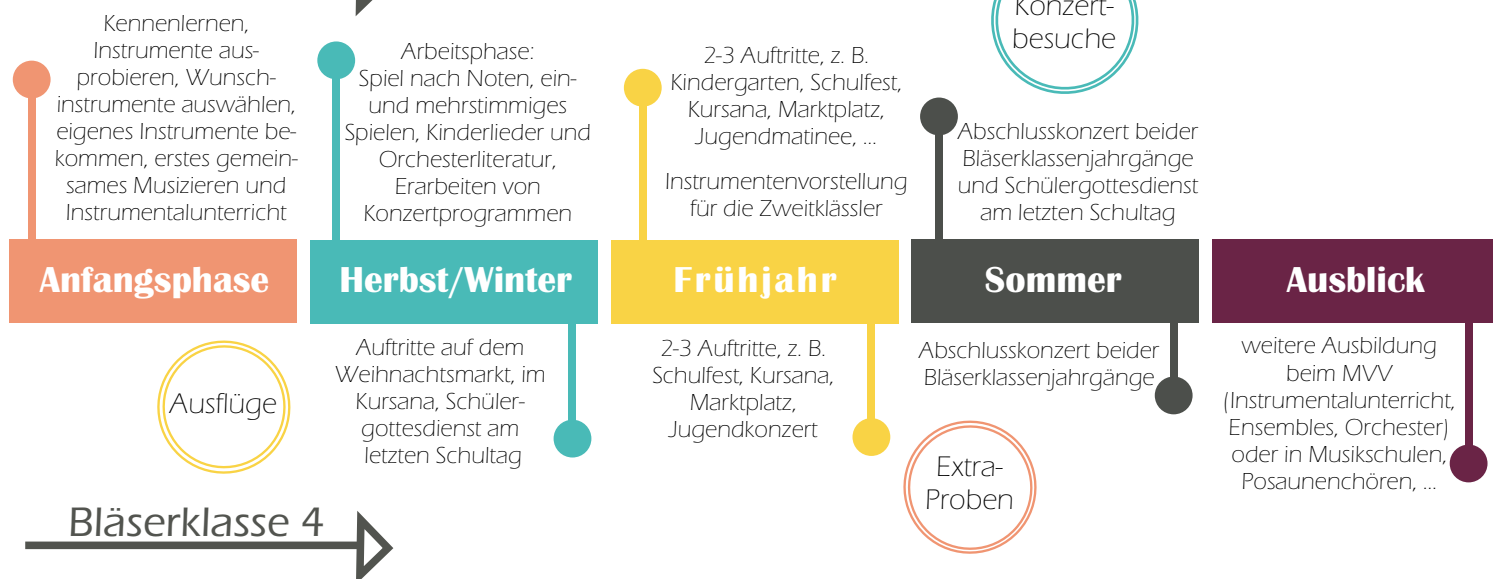 Kennenlernen,
Instrumente aus-
probieren, Wunsch-
instrumente auswählen,
eigenes Instrumente be-
kommen, erstes gemein-
sames Musizieren und
Instrumentalunterricht
Arbeitsphase:
Spiel nach Noten, ein-
und mehrstimmiges
Spielen, Kinderlieder und
Orchesterliteratur,
Erarbeiten von
Konzertprogrammen
2-3 Auftritte, z. B.
Kindergarten, Schulfest,
Kursana, Marktplatz,
Jugendmatinee, ...
Instrumentenvorstellung
für die Zweitklässler
Konzert-
besuche
Abschlusskonzert beider
Bläserklassenjahrgänge
und Schülergottesdienst
am letzten Schultag
Anfangsphase
Herbst/Winter
Frühjahr
Sommer
Ausblick
Ausflüge
Auftritte auf dem
Weihnachtsmarkt, im
Kursana, Schüler-
gottesdienst am
letzten Schultag
2-3 Auftritte, z. B.
Schulfest, Kursana,
Marktplatz,
Jugendkonzert
Abschlusskonzert beider
Bläserklassenjahrgänge
Extra-
Proben
weitere Ausbildung
beim MVV
(Instrumentalunterricht,
Ensembles, Orchester)
oder in Musikschulen,
Posaunenchören, ...
Bläserklasse 4